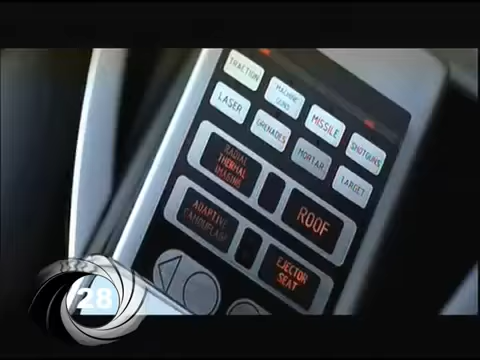 TRACTION
MACHINE
GUNS
MISSILE
SHOTGUNS
LASER
GRENADES
MORTAR
TARGET
RADIAL
THERMAL
IMAGING
ROOF
ADAPTIVE
CAMOUFLAGE
EJECTOR
SEAT
28